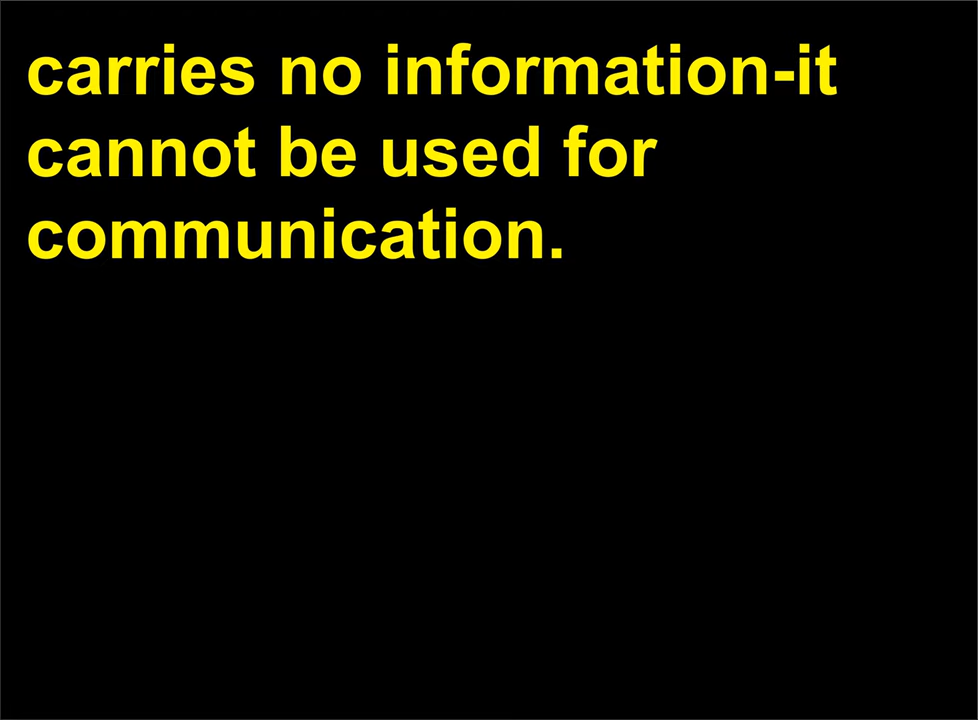 carries no information-it
cannot be used for
communication.